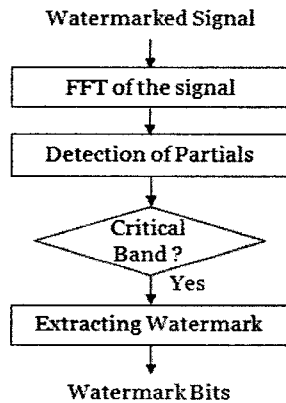 Watermarked Signal
FFT of the signal
Detection of Partials
Critical
Band ?
Yes
Extracting Watermark
Watermark Bits